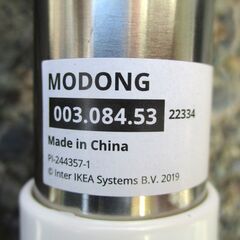 MODONG
003.084.53 22334
Made in China
PI-244357-1
© Inter IKEA Systems B.V. 2019